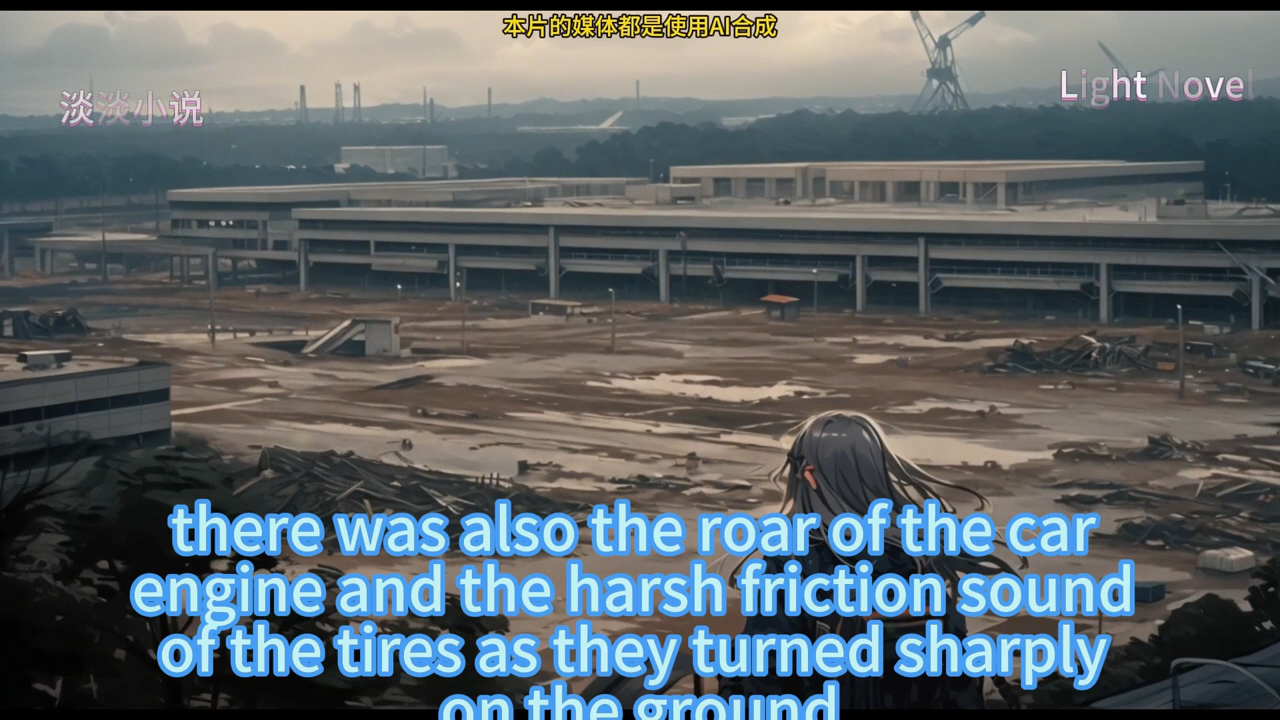 本片的媒体都是使用AI合成
淡淡小说
Light Novel
there was also the roar of the car
engine and the harsh friction sound
of the tires as they turned sharply
on the ground